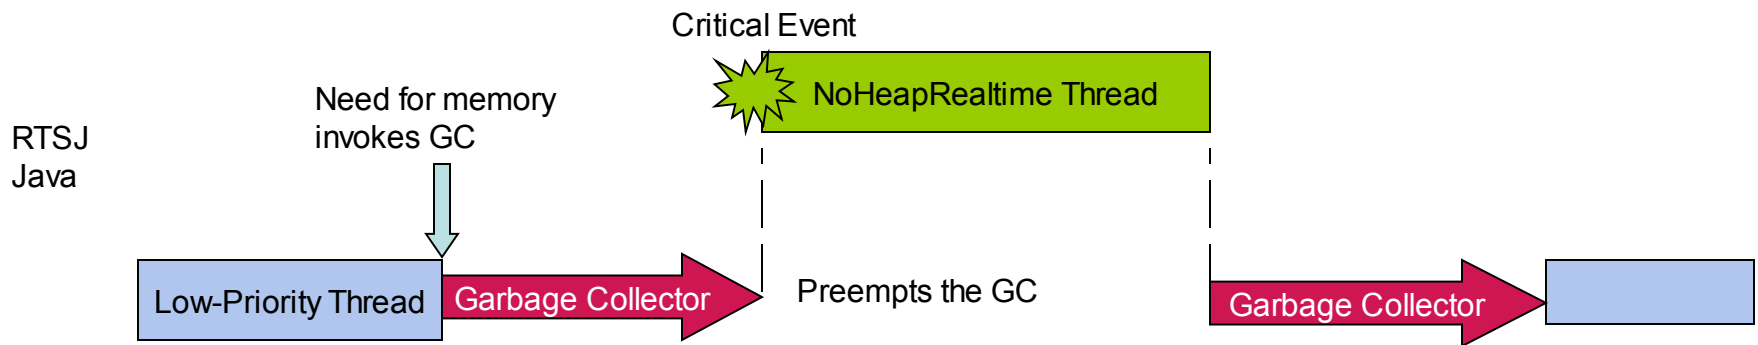 Critical Event
NoHeapRealtime Thread
Need for memory
invokes GC
RTSJ
Java
Low-Priority Thread
Garbage Collector
Preempts the GC
Garbage Collector